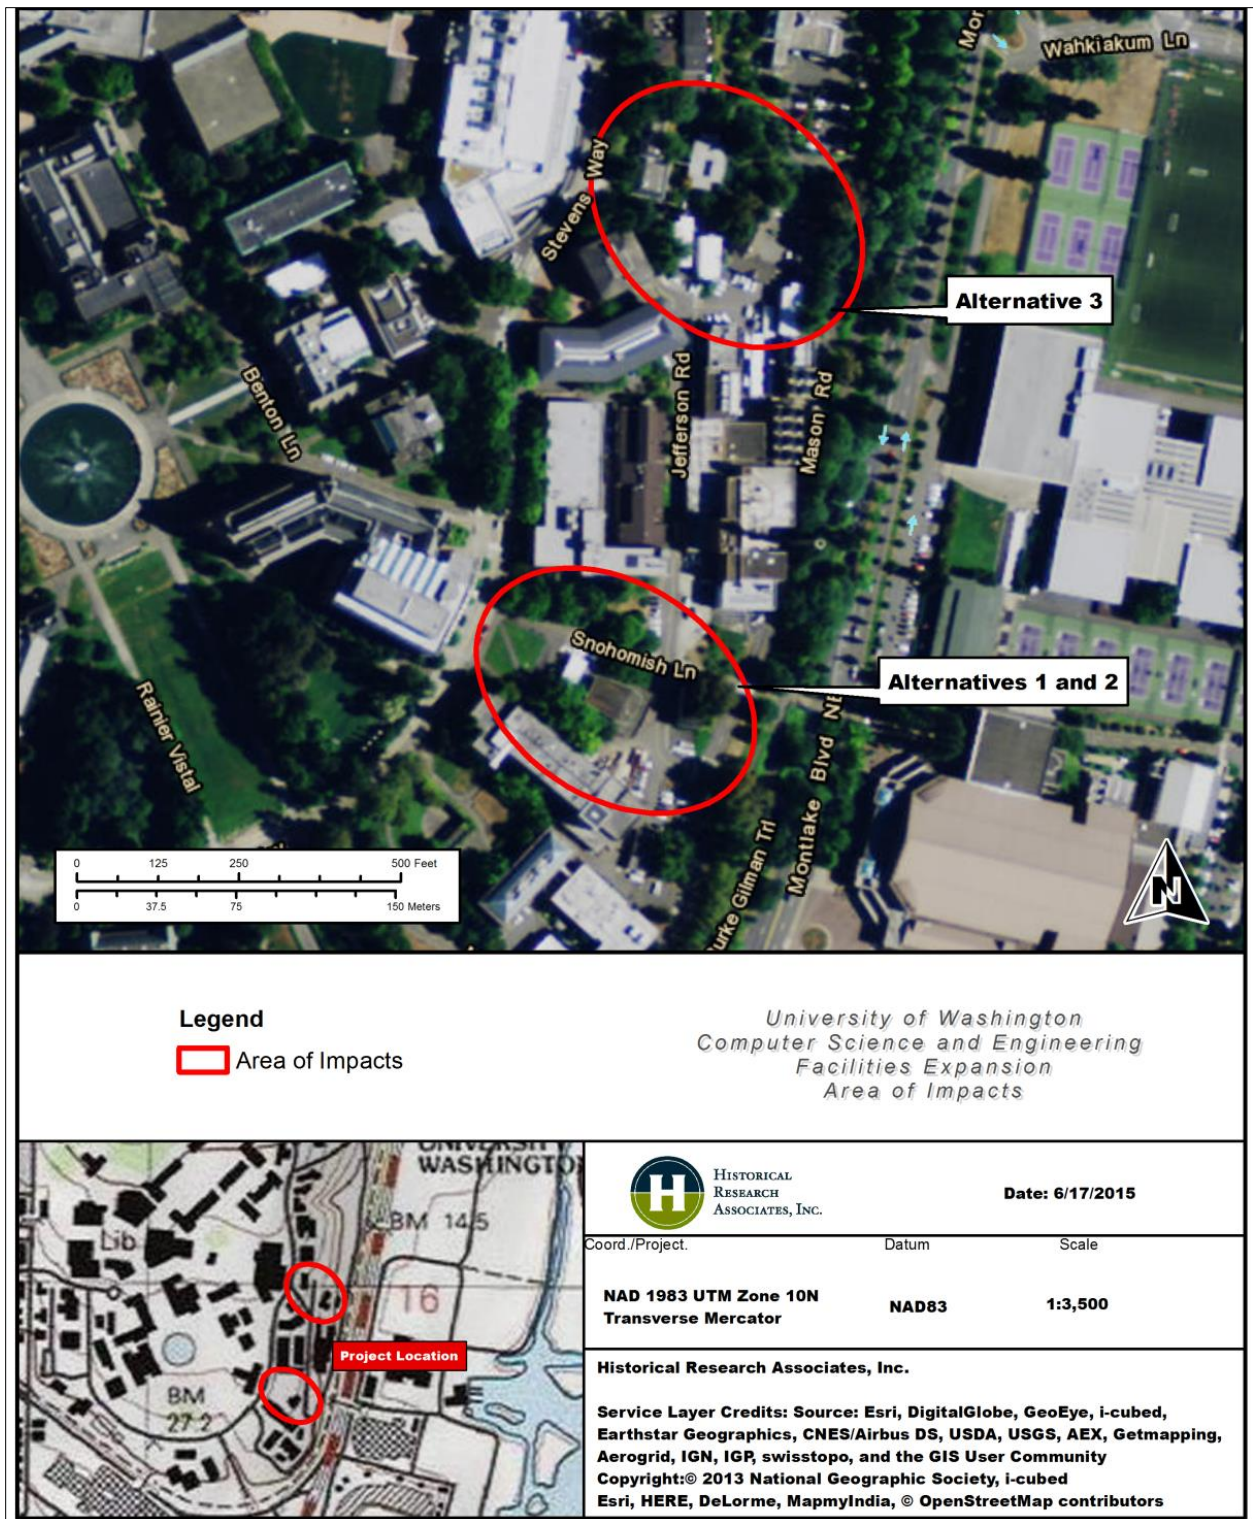 Mor
Wahkiakum Ln
Stevens Way
Alternative 3
Benton Ln
Jefferson Rd
Mason Rd
Snohomish Ln
Alternatives 1 and 2
Rainier Vista
Montlake Blvd NE
urke Gilman Trl
0 125 250 500 Feet
0 37.5 75 150 Meters
N
Legend
Area of Impacts
University of Washington
Computer Science and Engineering
Facilities Expansion
Area of Impacts
UNIVERSITY
WASHINGTON
BM 14.5
Lib
16
Project Location
BM
27.2
H
HISTORICAL
RESEARCH
ASSOCIATES, INC.
Date: 6/17/2015
Coord./Project.
Datum
Scale
NAD 1983 UTM Zone 10N
Transverse Mercator
NAD83
1:3,500
Historical Research Associates, Inc.
Service Layer Credits: Source: Esri, DigitalGlobe, GeoEye, i-cubed,
Earthstar Geographics, CNES/Airbus DS, USDA, USGS, AEX, Getmapping,
Aerogrid, IGN, IGP, swisstopo, and the GIS User Community
Copyright:© 2013 National Geographic Society, i-cubed
Esri, HERE, DeLorme, MapmyIndia, © OpenStreetMap contributors